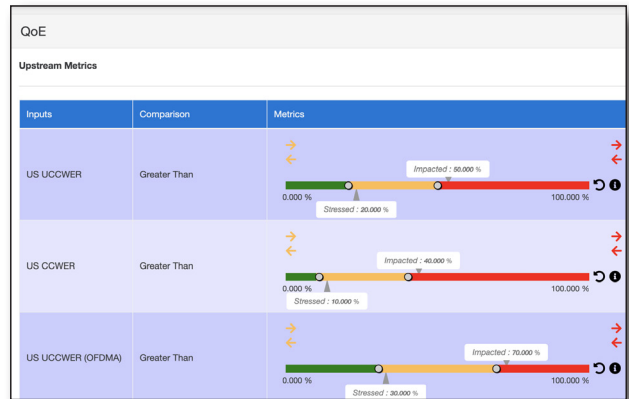 QoE
Upstream Metrics
Inputs Comparison Metrics
Impacted : 50.000 %
US UCCWER Greater Than
0.000 % 100.000 %
Stressed : 20.000 %
Impacted : 40.000 %
US CCWER Greater Than
0.000 % 100.000 %
Stressed : 10.000 %
Impacted : 70.000 %
US UCCWER (OFDMA) Greater Than
0.000 % 100.000 %
Stressed : 30.000 %